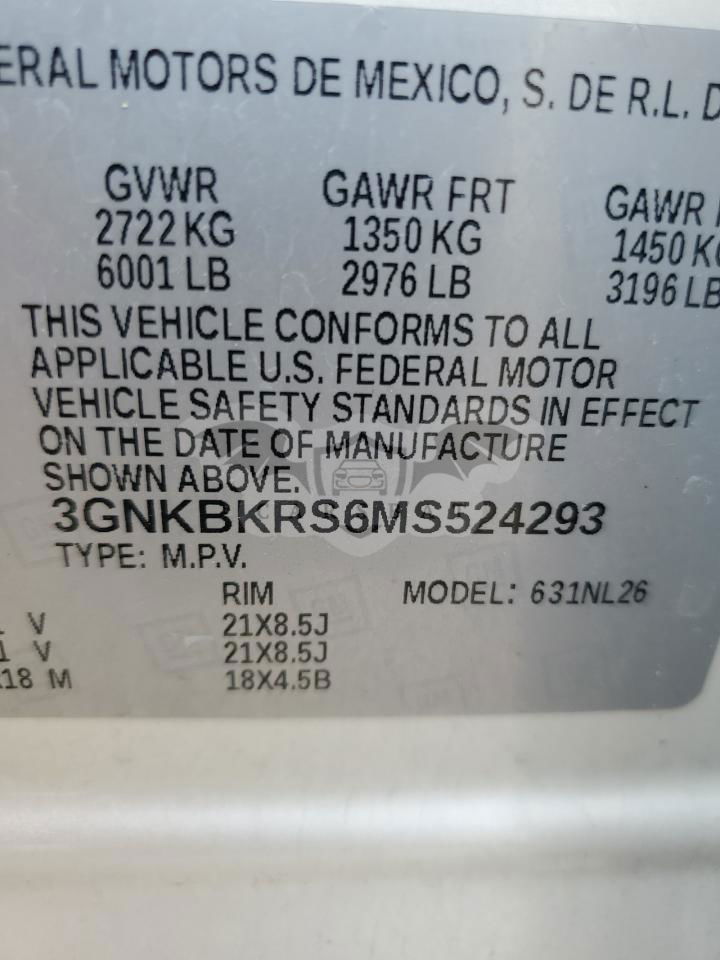 ERAL MOTORS DE MEXICO, S. DE R.L. D
GVWR GAWR FRT GAWR
2722 KG 1350 KG 1450 KG
6001 LB 2976 LB 3196 LB
THIS VEHICLE CONFORMS TO ALL
APPLICABLE U.S. FEDERAL MOTOR
VEHICLE SAFETY STANDARDS IN EFFECT
ON THE DATE OF MANUFACTURE
SHOWN ABOVE.
3GNKBKRS6MS524293
TYPE: M.P.V.
RIM MODEL: 631NL26
V 21X8.5J
1 V 21X8.5J
18 M 18X4.5B